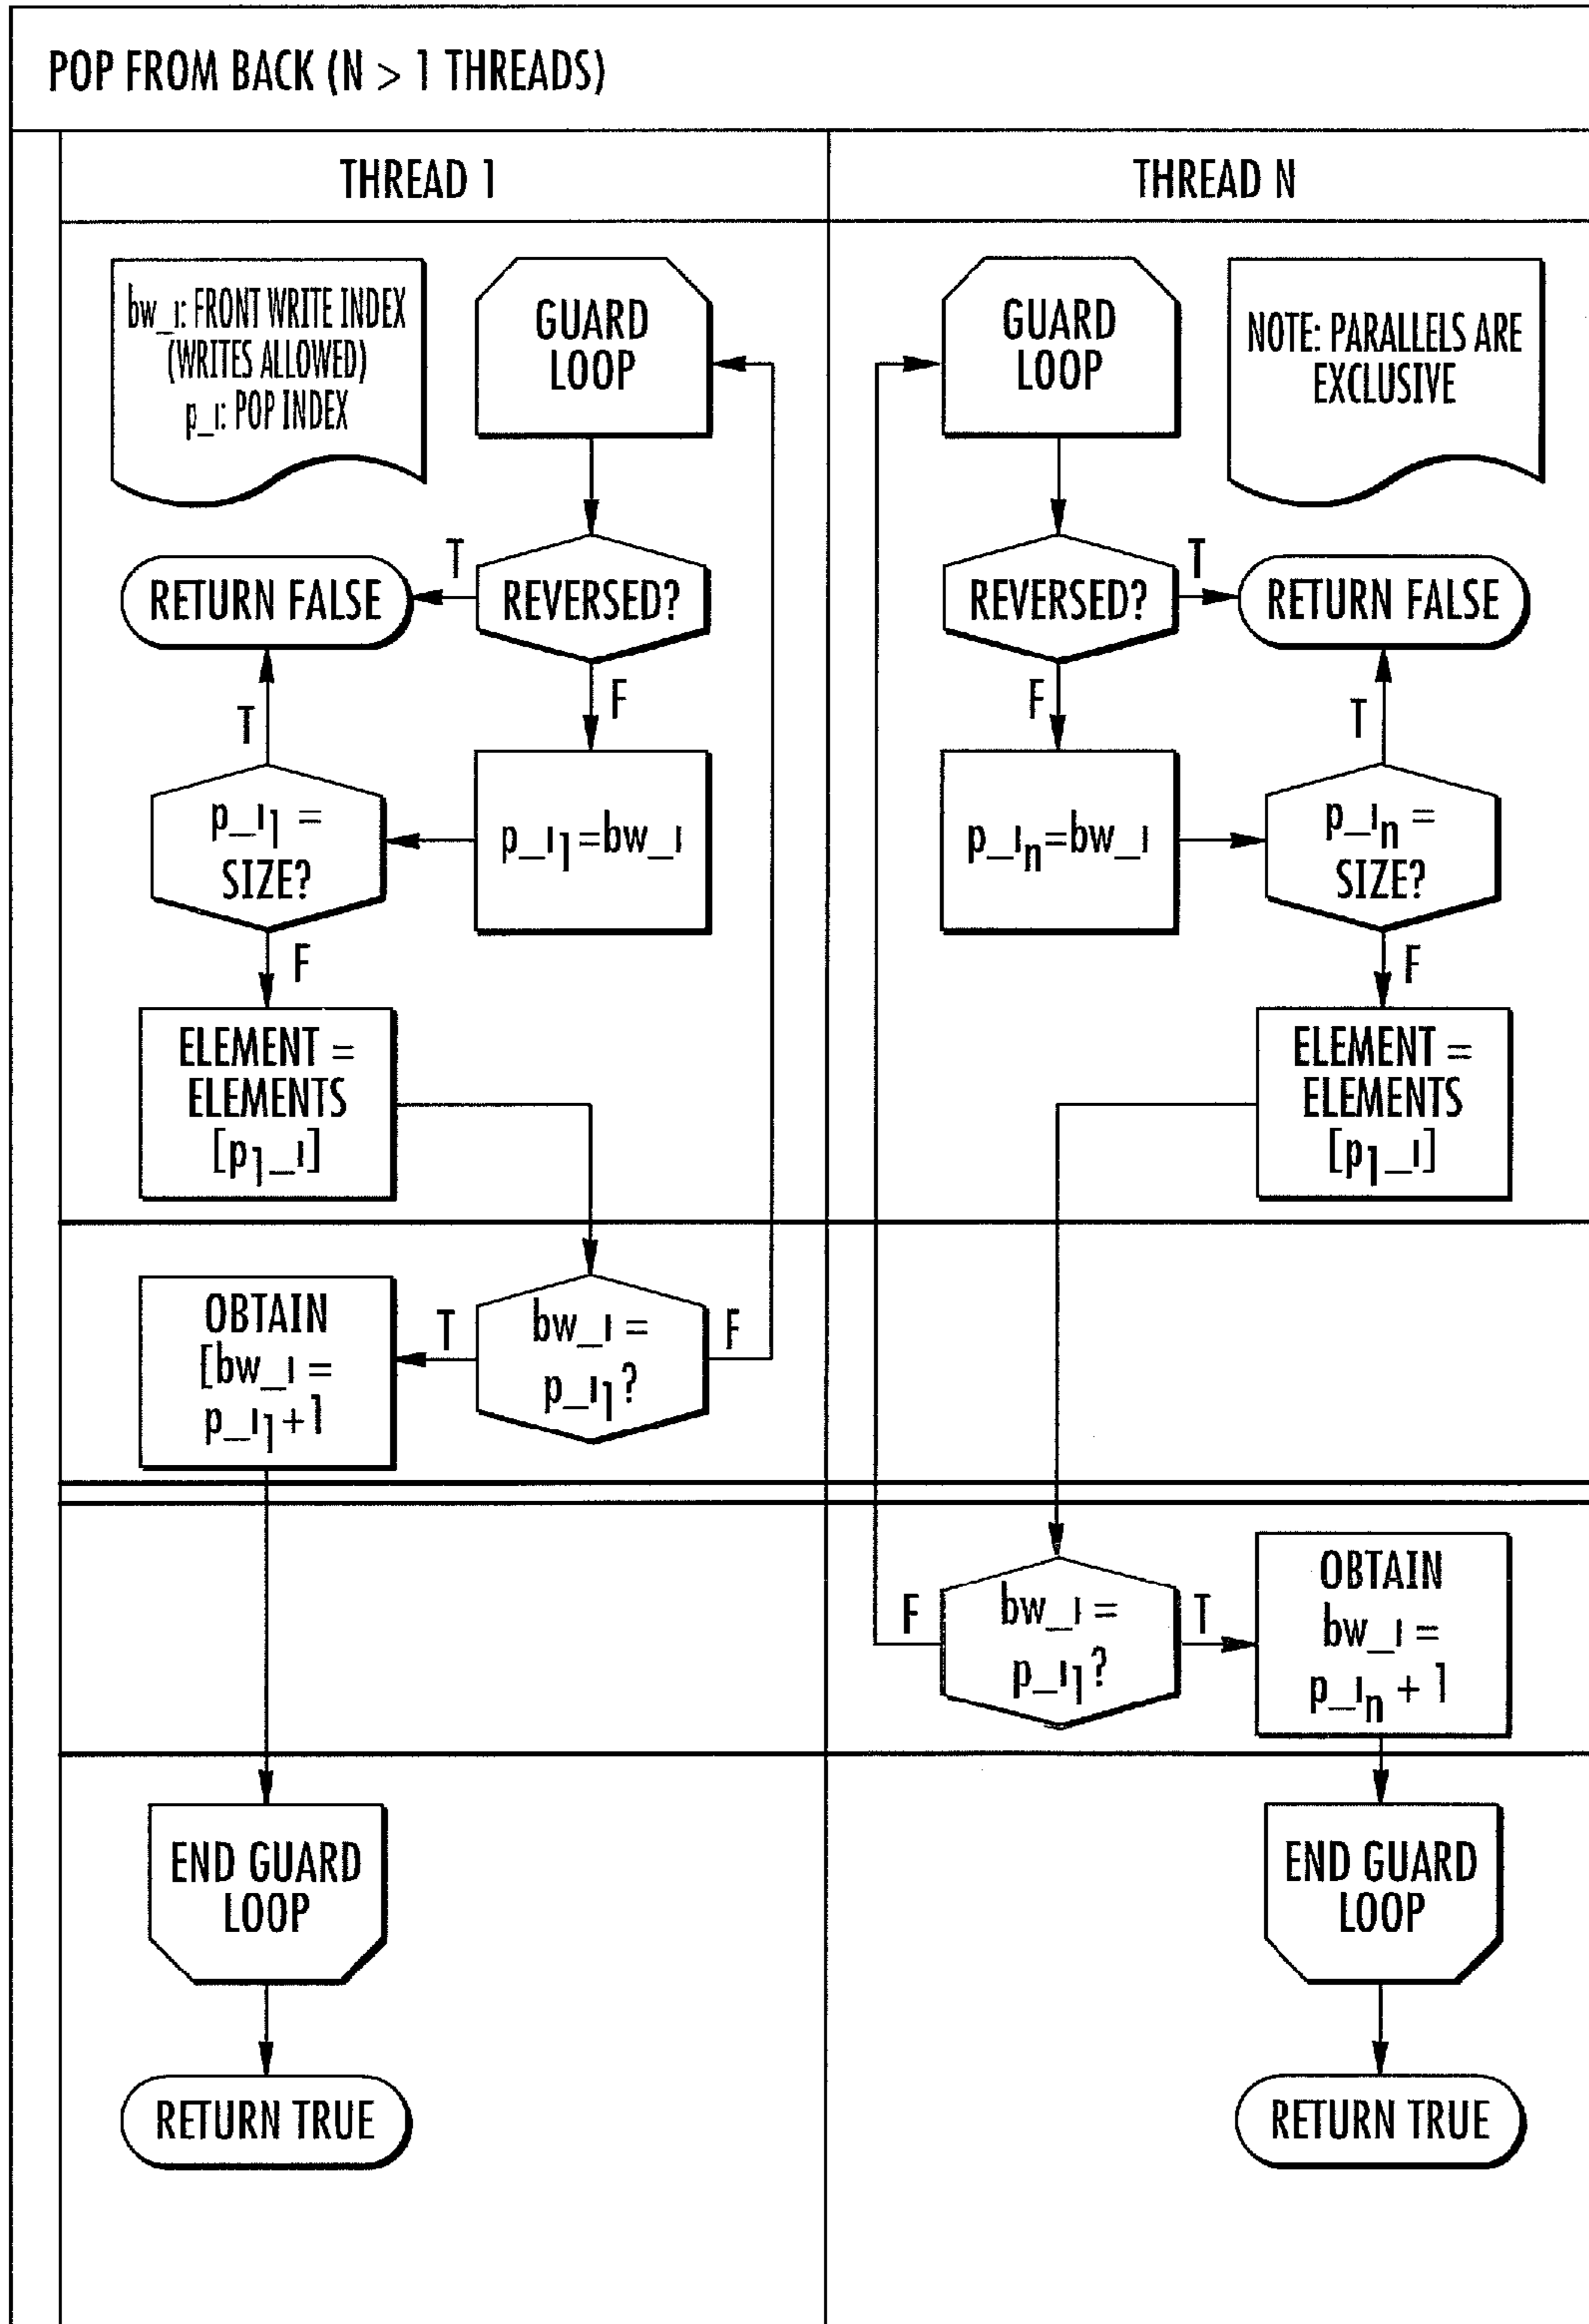 POP FROM BACK (N > 1 THREADS)
THREAD 1
THREAD N
bw_ı: FRONT WRITE INDEX
(WRITES ALLOWED)
p_ı: POP INDEX
GUARD
LOOP
GUARD
LOOP
NOTE: PARALLELS ARE
EXCLUSIVE
RETURN FALSE
T
REVERSED?
REVERSED?
T
RETURN FALSE
F
F
T
T
p_ı₁ =
SIZE?
p_ı₁=bw_ı
p_ıₙ=bw_ı
p_ıₙ =
SIZE?
F
F
ELEMENT =
ELEMENTS
[p₁_ı]
ELEMENT =
ELEMENTS
[p₁_ı]
OBTAIN
[bw_ı =
p_ı₁+1
T
bw_ı =
p_ı₁?
F
F
bw_ı =
p_ı₁?
T
OBTAIN
bw_ı =
p_ıₙ + 1
END GUARD
LOOP
END GUARD
LOOP
RETURN TRUE
RETURN TRUE